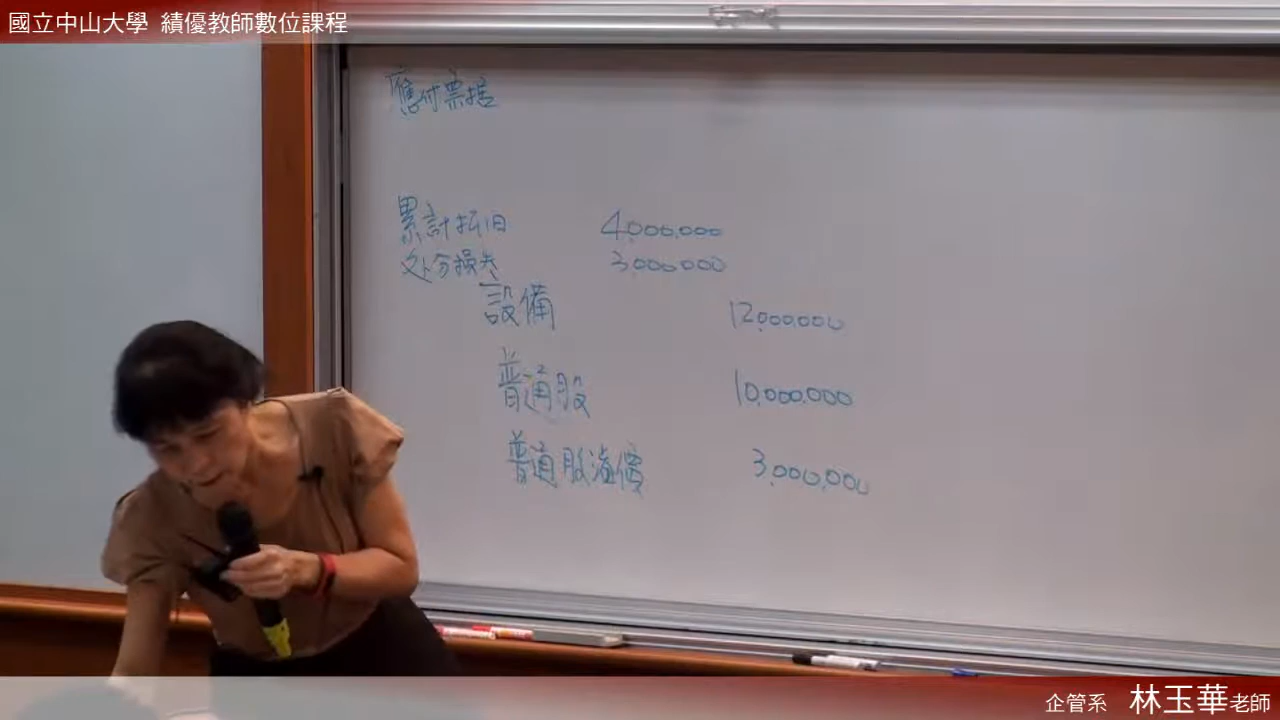 國立中山大學 績優教師數位課程
應付票據
累計折旧 4,000,000
处分損失 3,000,000
設備 12,000,000
普通股 10,000,000
普通股溢價 3,000,000
企管系 林玉華老師